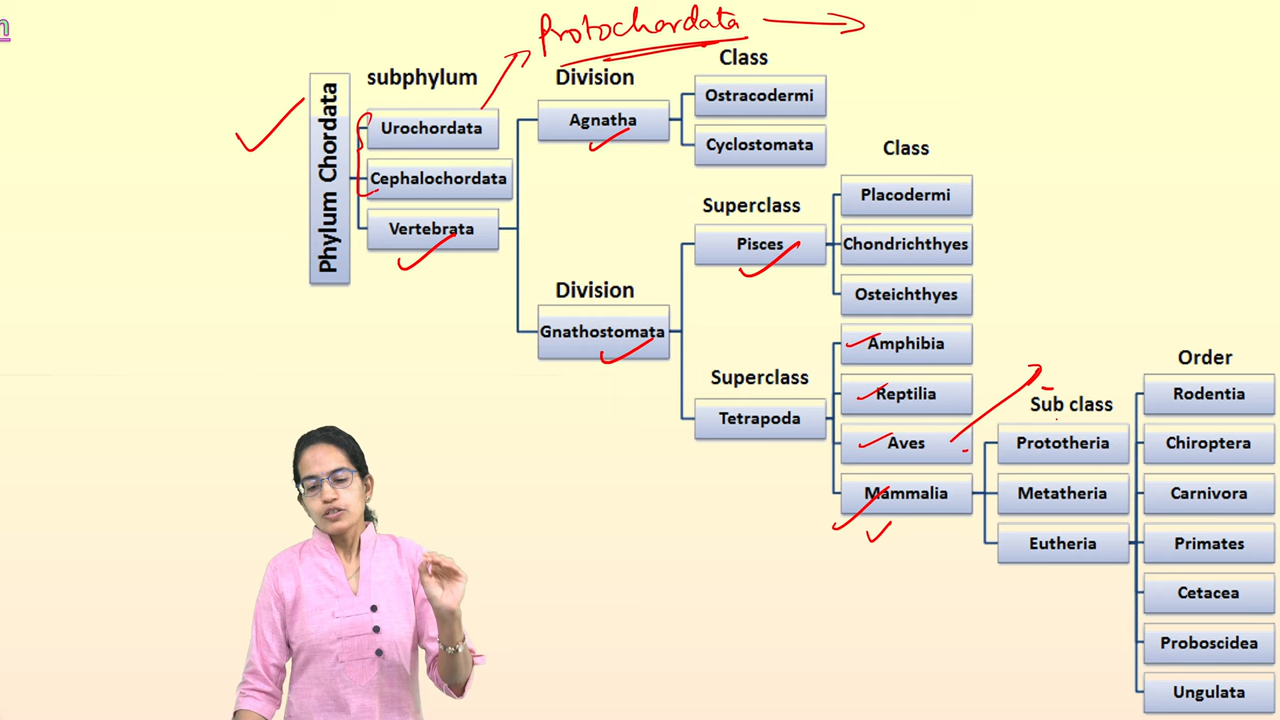 n
Protochordata
Class
subphylum
Division
Phylum Chordata
Urochordata
Cephalochordata
Vertebrata
Agnatha
Ostracodermi
Cyclostomata
Class
Superclass
Pisces
Placodermi
Chondrichthyes
Osteichthyes
Division
Gnathostomata
Superclass
Tetrapoda
Amphibia
Reptilia
Aves
Mammalia
Sub class
Prototheria
Metatheria
Eutheria
Order
Rodentia
Chiroptera
Carnivora
Primates
Cetacea
Proboscidea
Ungulata